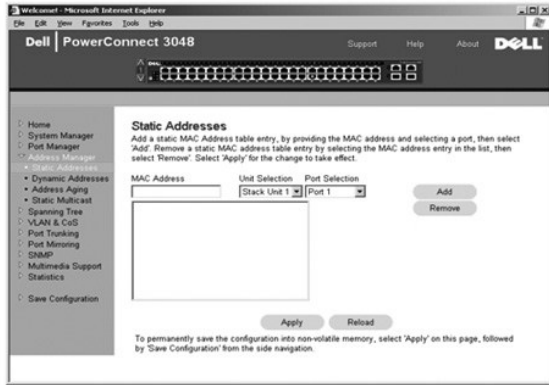 Welcome! - Microsoft Internet Explorer
File Edit View Favorites Tools Help
Dell | PowerConnect 3048
Support Help About DELL
Home
System Manager
Port Manager
Address Manager
Static Addresses
Dynamic Addresses
Address Aging
Static Multicast
Spanning Tree
VLAN & CoS
Port Trunking
Port Mirroring
SNMP
Multimedia Support
Statistics
Save Configuration
Static Addresses
Add a static MAC Address table entry, by providing the MAC address and selecting a port, then select
'Add'. Remove a static MAC address table entry by selecting the MAC address entry in the list, then
select 'Remove'. Select 'Apply' for the change to take effect.
MAC Address Unit Selection Port Selection
Stack Unit 1 Port 1 Add
Remove
Apply Reload
To permanently save the configuration into non-volatile memory, select 'Apply' on this page, followed
by 'Save Configuration' from the side navigation.